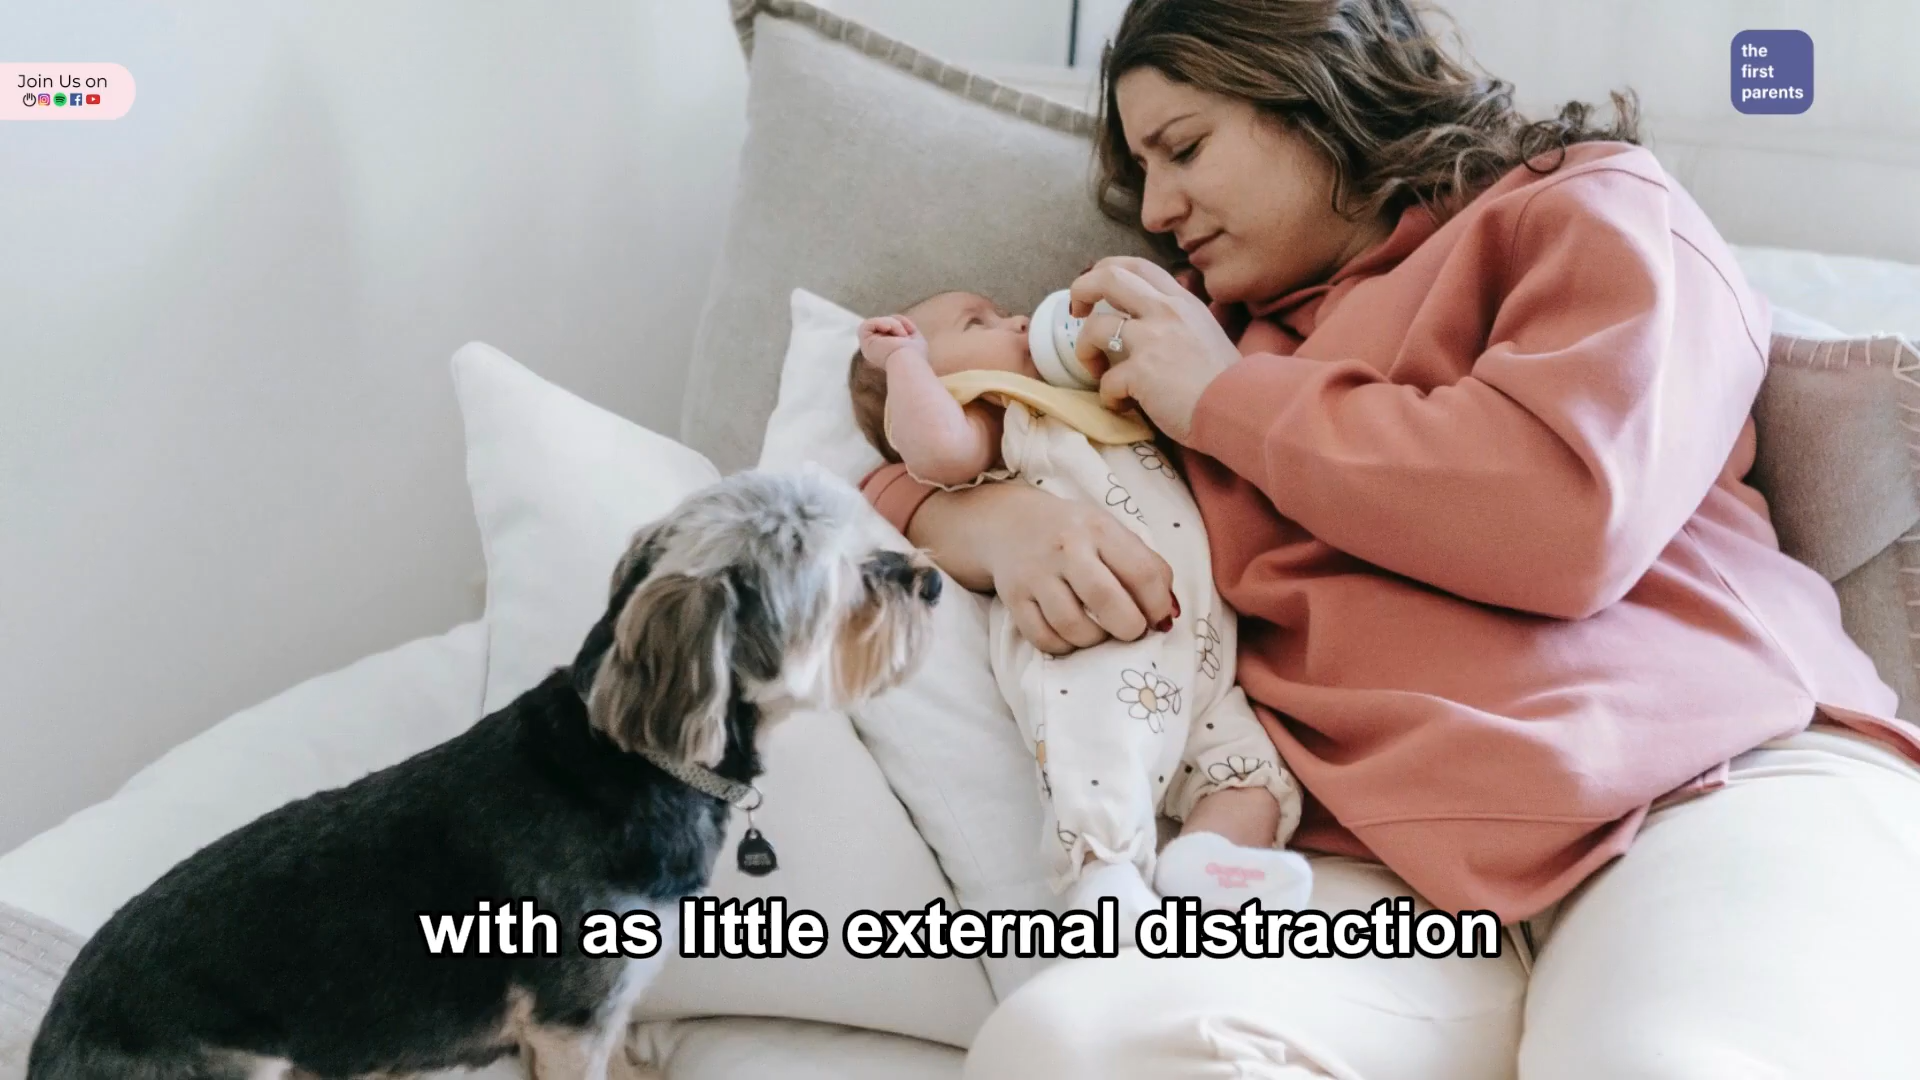 Join Us on
the
first
parents
with as little external distraction